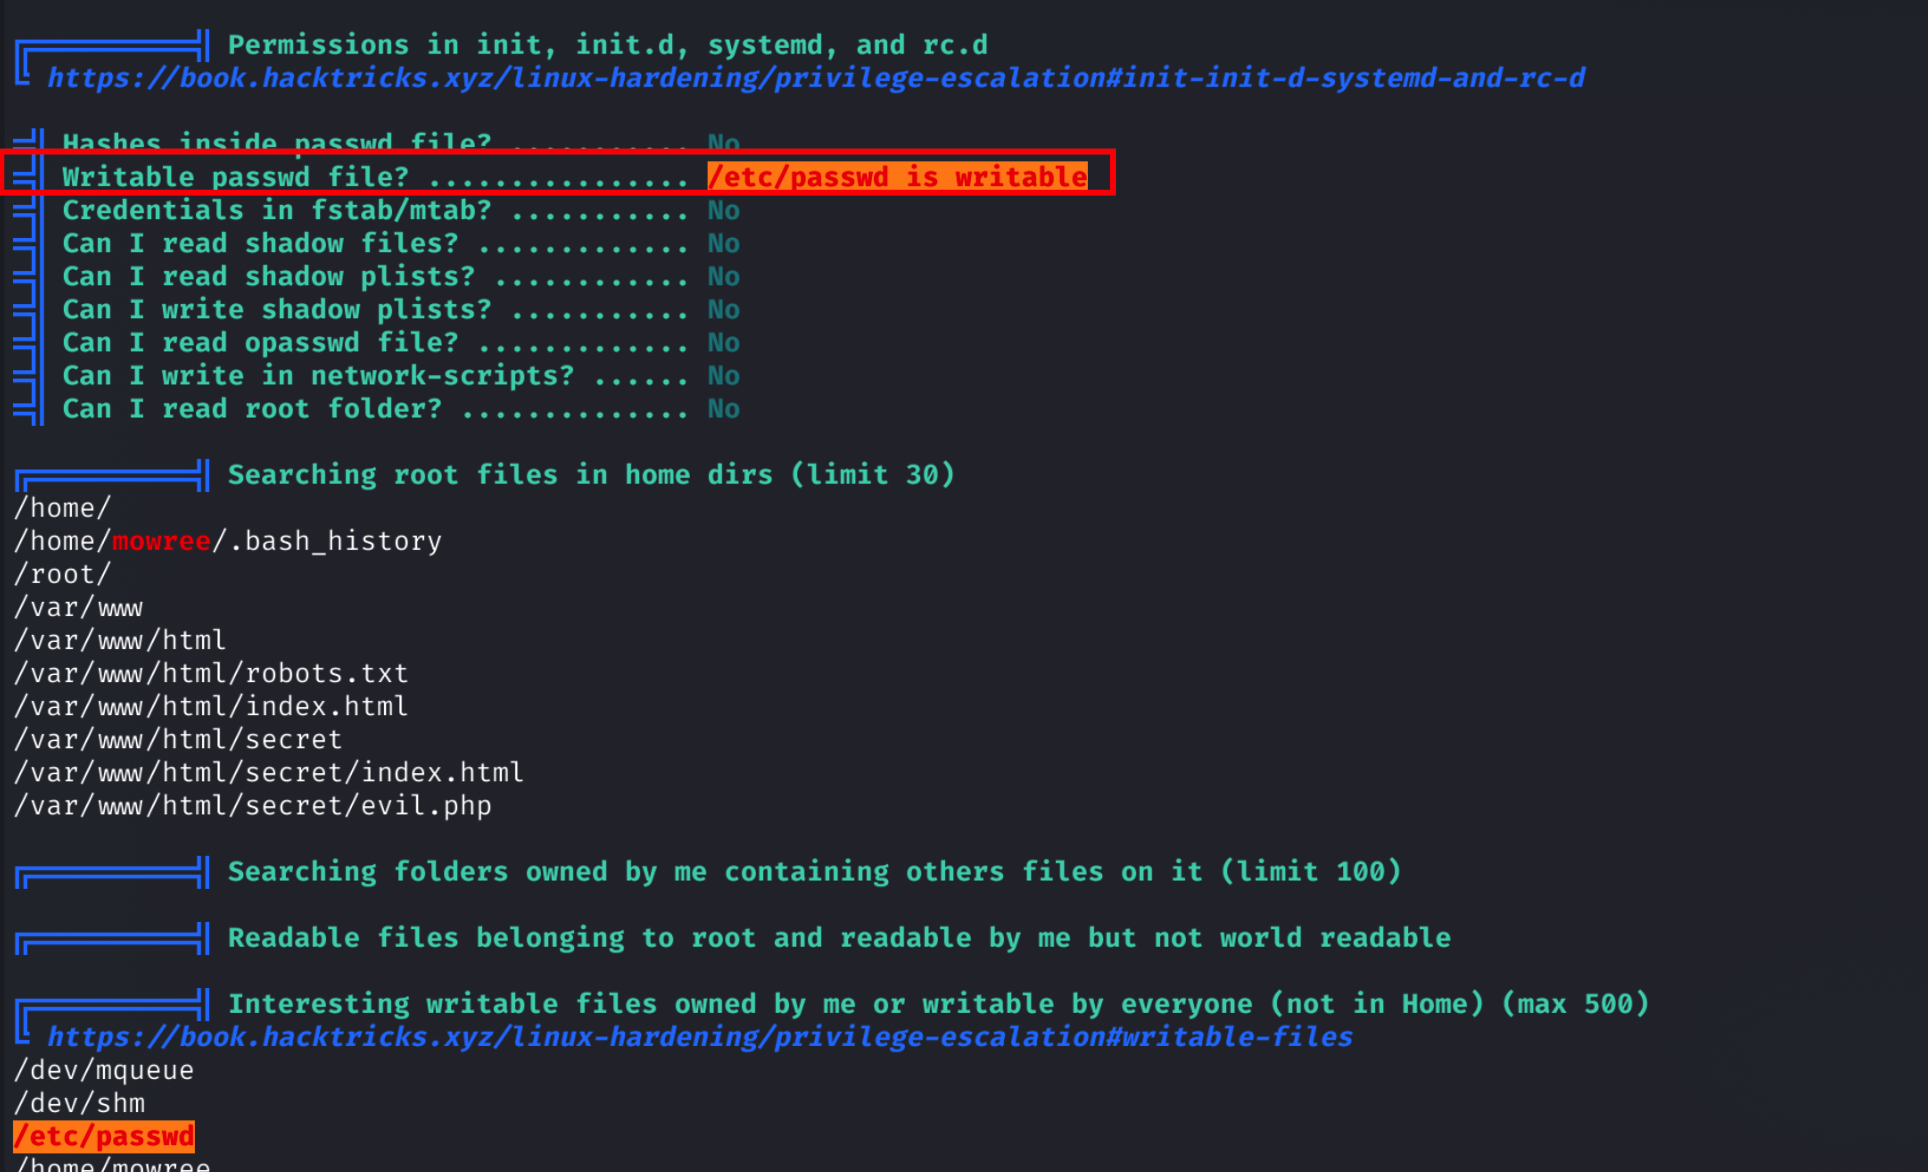 Permissions in init, init.d, systemd, and rc.d
https://book.hacktricks.xyz/linux-hardening/privilege-escalation#init-init-d-systemd-and-rc-d
Hashes inside passwd file? ........... No
Writable passwd file? ................ /etc/passwd is writable
Credentials in fstab/mtab? ........... No
Can I read shadow files? ............. No
Can I read shadow plists? ............ No
Can I write shadow plists? ........... No
Can I read opasswd file? ............. No
Can I write in network-scripts? ...... No
Can I read root folder? .............. No
Searching root files in home dirs (limit 30)
/home/
/home/mowree/.bash_history
/root/
/var/www
/var/www/html
/var/www/html/robots.txt
/var/www/html/index.html
/var/www/html/secret
/var/www/html/secret/index.html
/var/www/html/secret/evil.php
Searching folders owned by me containing others files on it (limit 100)
Readable files belonging to root and readable by me but not world readable
Interesting writable files owned by me or writable by everyone (not in Home) (max 500)
https://book.hacktricks.xyz/linux-hardening/privilege-escalation#writable-files
/dev/mqueue
/dev/shm
/etc/passwd
/home/mowree